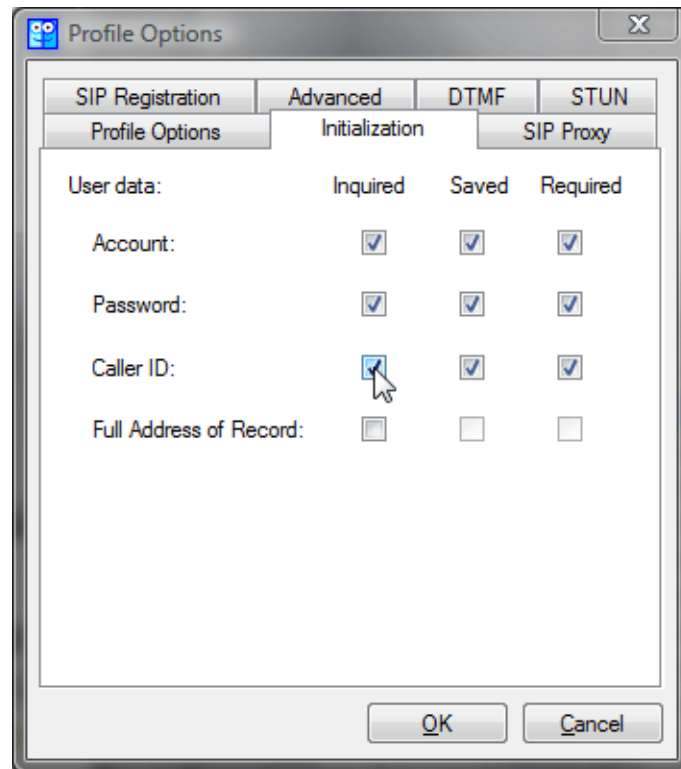 Profile Options
SIP Registration Advanced DTMF STUN
Profile Options Initialization SIP Proxy
User data: Inquired Saved Required
Account:
Password:
Caller ID:
Full Address of Record:
OK Cancel